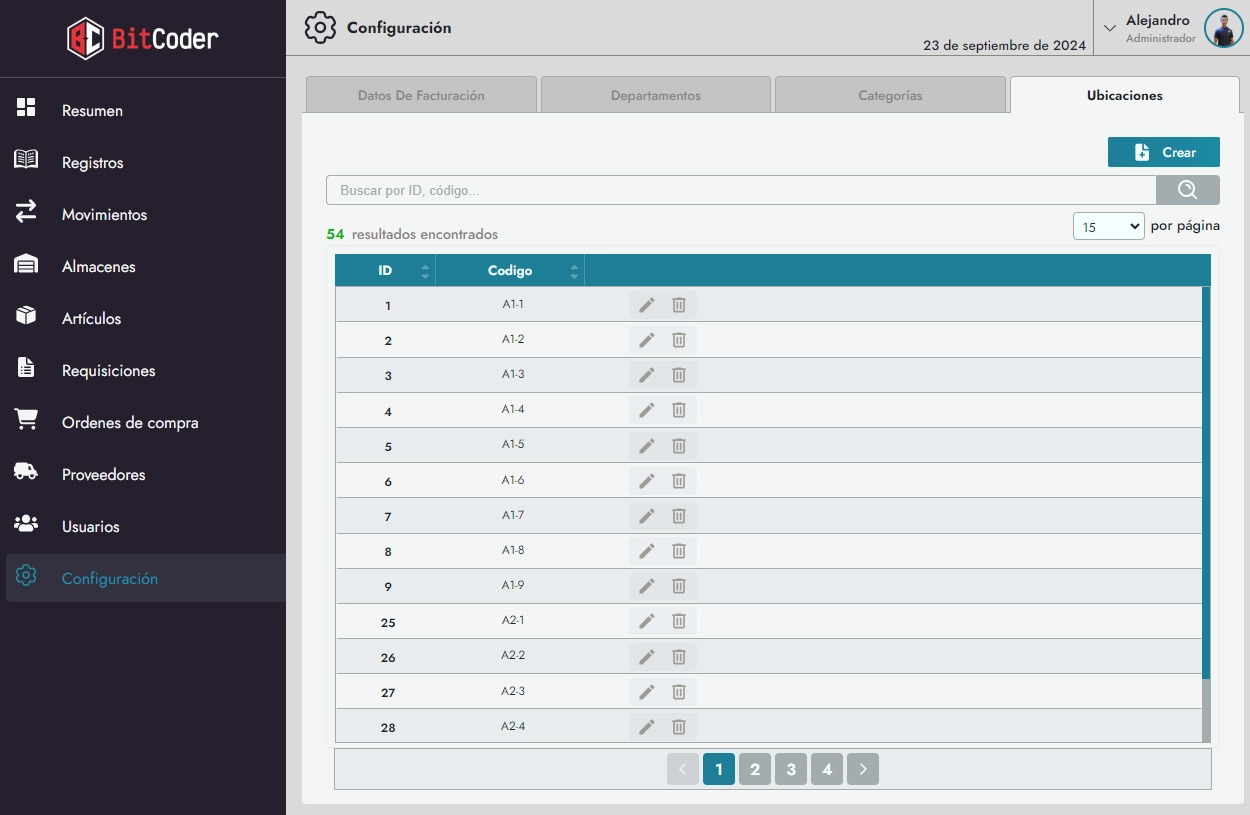 BitCoder
Resumen
Registros
Movimientos
Almacenes
Artículos
Requisiciones
Ordenes de compra
Proveedores
Usuarios
Configuración
Configuración
23 de septiembre de 2024
Alejandro
Administrador
Datos De Facturación
Departamentos
Categorías
Ubicaciones
Crear
Buscar por ID, código...
54 resultados encontrados
15 por página
ID Codigo
1 A1-1
2 A1-2
3 A1-3
4 A1-4
5 A1-5
6 A1-6
7 A1-7
8 A1-8
9 A1-9
25 A2-1
26 A2-2
27 A2-3
28 A2-4
1 2 3 4